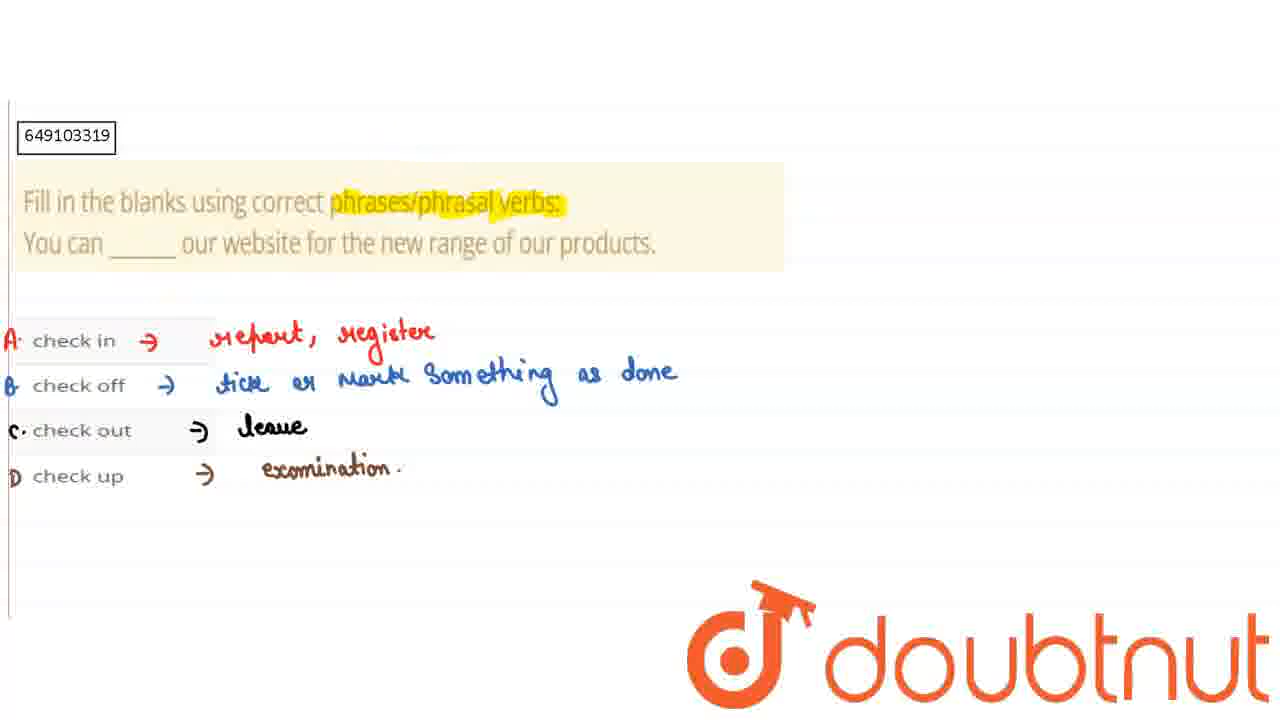 649103319
Fill in the blanks using correct phrases/phrasal verbs:
You can ______ our website for the new range of our products.
A. check in → report, register
B check off → tick or mark something as done
C. check out → leave
D check up → examination.
doubtnut